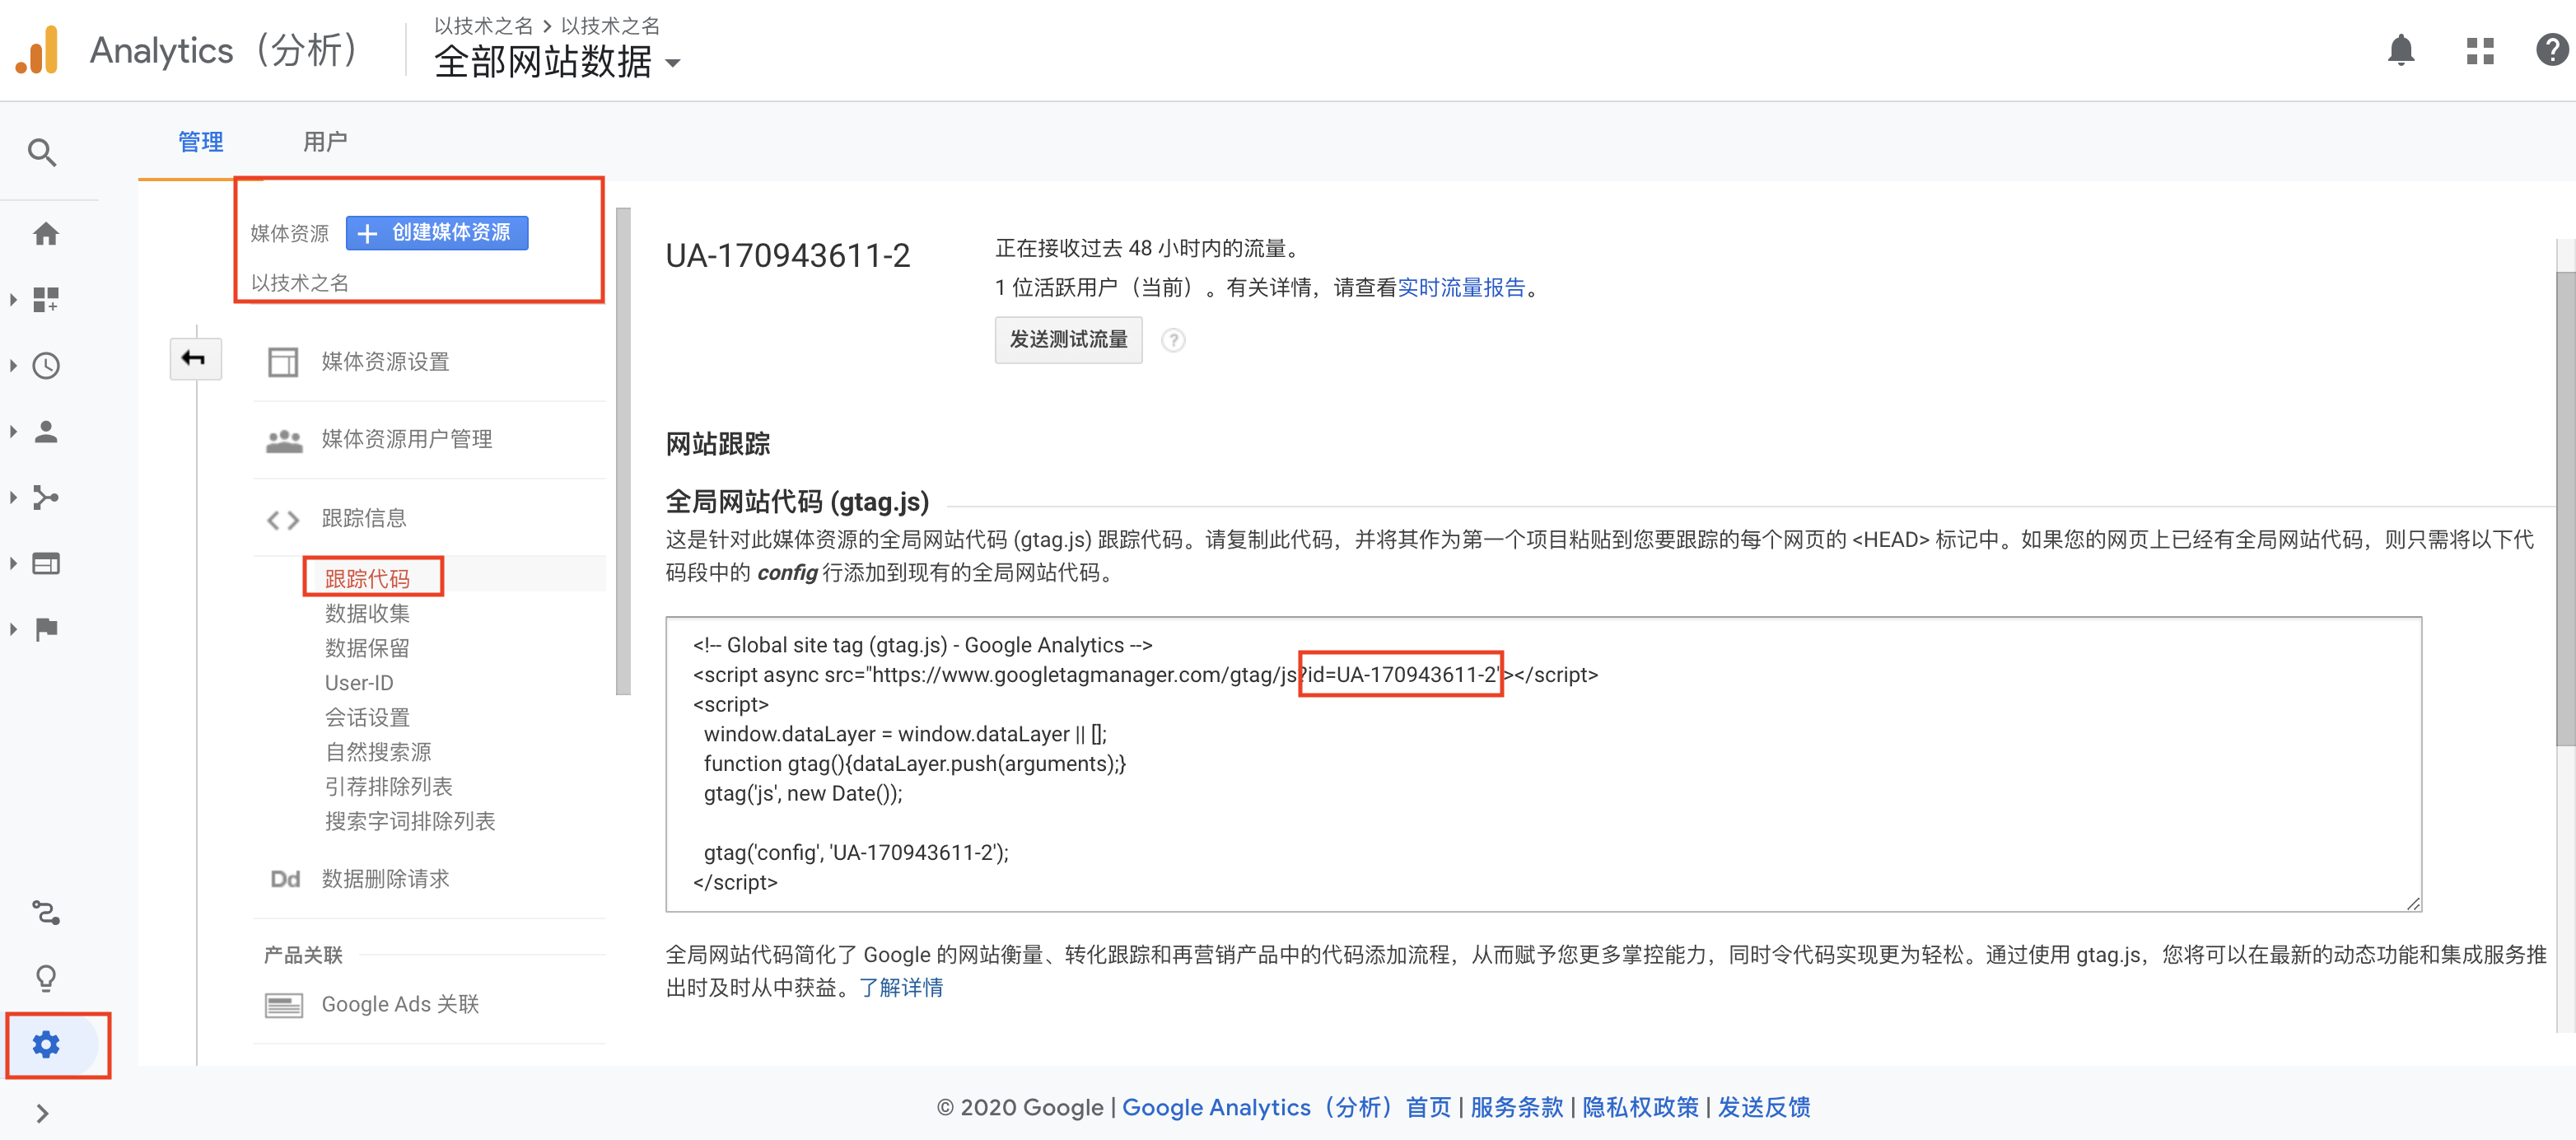 Analytics（分析）
以技术之名 > 以技术之名
全部网站数据
管理
用户
媒体资源
创建媒体资源
以技术之名
媒体资源设置
媒体资源用户管理
跟踪信息
跟踪代码
数据收集
数据保留
User-ID
会话设置
自然搜索源
引荐排除列表
搜索字词排除列表
Dd 数据删除请求
产品关联
Google Ads 关联
UA-170943611-2
正在接收过去 48 小时内的流量。
1 位活跃用户（当前）。有关详情，请查看实时流量报告。
发送测试流量
?
网站跟踪
全局网站代码 (gtag.js)
这是针对此媒体资源的全局网站代码 (gtag.js) 跟踪代码。请复制此代码，并将其作为第一个项目粘贴到您要跟踪的每个网页的 <HEAD> 标记中。如果您的网页上已经有全局网站代码，则只需将以下代
码段中的 config 行添加到现有的全局网站代码。
<!-- Global site tag (gtag.js) - Google Analytics -->
<script async src="https://www.googletagmanager.com/gtag/js?id=UA-170943611-2"></script>
<script>
window.dataLayer = window.dataLayer || [];
function gtag(){dataLayer.push(arguments);}
gtag('js', new Date());
gtag('config', 'UA-170943611-2');
</script>
全局网站代码简化了 Google 的网站衡量、转化跟踪和再营销产品中的代码添加流程，从而赋予您更多掌控能力，同时令代码实现更为轻松。通过使用 gtag.js，您将可以在最新的动态功能和集成服务推
出时及时从中获益。了解详情
© 2020 Google | Google Analytics（分析）首页 | 服务条款 | 隐私权政策 | 发送反馈